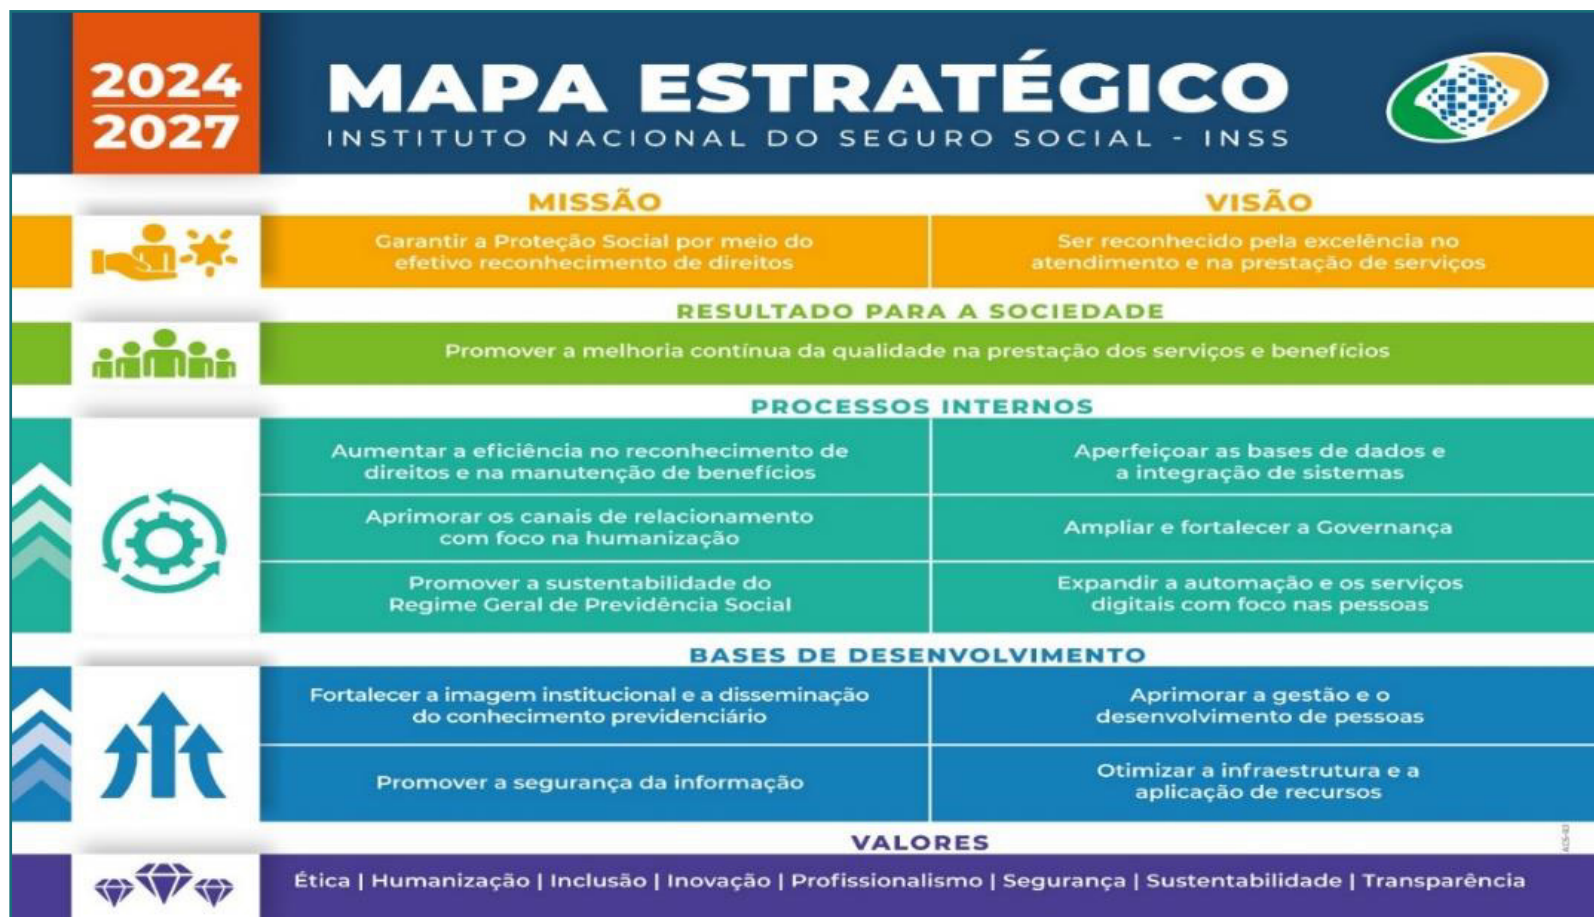 2024
2027
MAPA ESTRATÉGICO
INSTITUTO NACIONAL DO SEGURO SOCIAL - INSS
MISSÃO
Garantir a Proteção Social por meio do
efetivo reconhecimento de direitos
VISÃO
Ser reconhecido pela excelência no
atendimento e na prestação de serviços
RESULTADO PARA A SOCIEDADE
Promover a melhoria contínua da qualidade na prestação dos serviços e benefícios
PROCESSOS INTERNOS
Aumentar a eficiência no reconhecimento de
direitos e na manutenção de benefícios
Aperfeiçoar as bases de dados e
a integração de sistemas
Aprimorar os canais de relacionamento
com foco na humanização
Ampliar e fortalecer a Governança
Promover a sustentabilidade do
Regime Geral de Previdência Social
Expandir a automação e os serviços
digitais com foco nas pessoas
BASES DE DESENVOLVIMENTO
Fortalecer a imagem institucional e a disseminação
do conhecimento previdenciário
Aprimorar a gestão e o
desenvolvimento de pessoas
Promover a segurança da informação
Otimizar a infraestrutura e a
aplicação de recursos
VALORES
Ética | Humanização | Inclusão | Inovação | Profissionalismo | Segurança | Sustentabilidade | Transparência